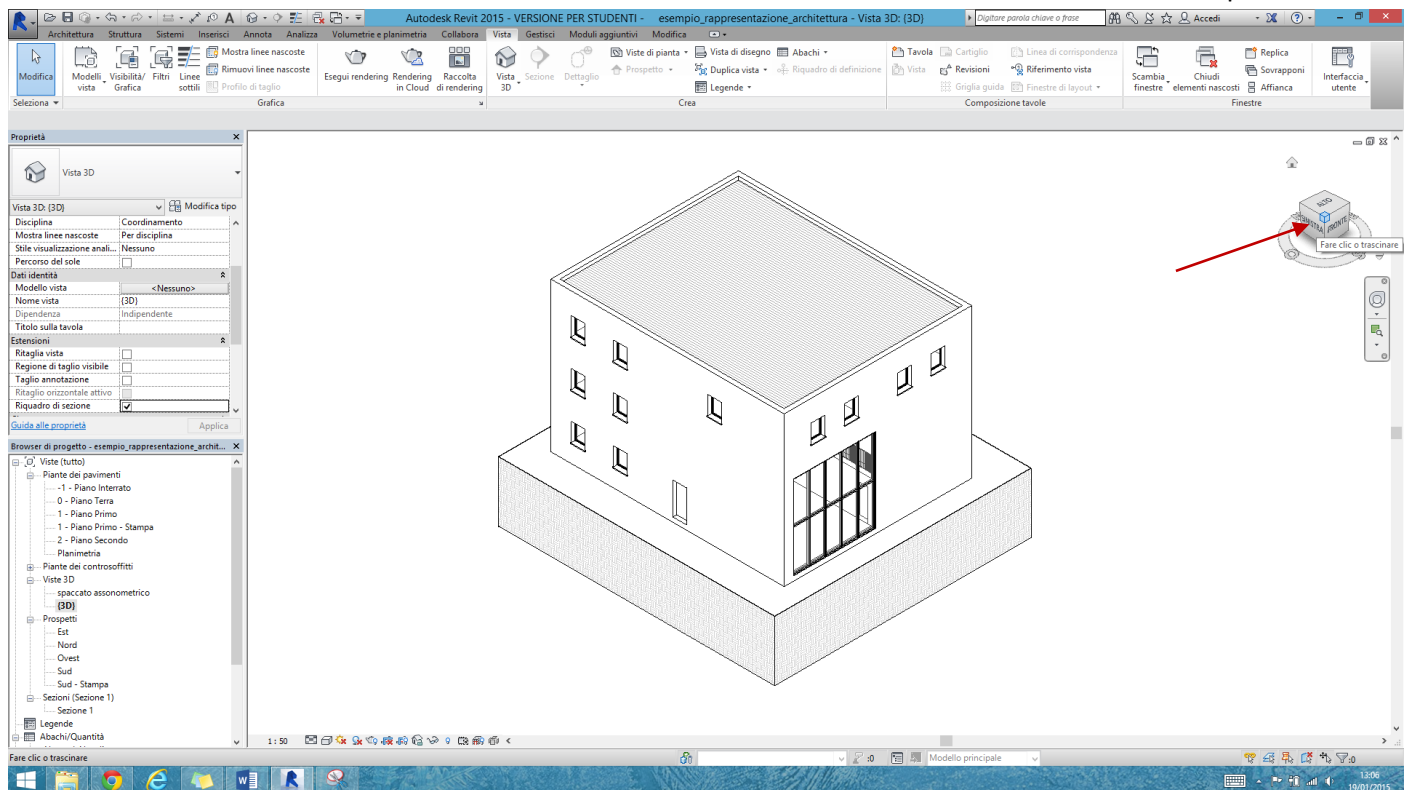 Autodesk Revit 2015 - VERSIONE PER STUDENTI - esempio_rappresentazione_architettura - Vista 3D: {3D}
Digitare parola chiave o frase
Accedi
Architettura Struttura Sistemi Inserisci Annota Analizza Volumetrie e planimetria Collabora Vista Gestisci Moduli aggiuntivi Modifica
Modifica
Modelli vista
Visibilità/ Grafica
Filtri
Linee sottili
Mostra linee nascoste
Rimuovi linee nascoste
Profilo di taglio
Esegui rendering
Rendering in Cloud
Raccolta di rendering
Vista 3D
Sezione
Dettaglio
Viste di pianta
Prospetto
Vista di disegno
Duplica vista
Legende
Abachi
Riquadro di definizione
Tavola
Vista
Cartiglio
Revisioni
Griglia guida
Linea di corrispondenza
Riferimento vista
Finestre di layout
Scambia finestre
Chiudi elementi nascosti
Replica
Sovrapponi
Affianca
Interfaccia utente
Seleziona
Grafica
Crea
Composizione tavole
Finestre
Proprietà
Vista 3D
Vista 3D: {3D}
Modifica tipo
Disciplina Coordinamento
Mostra linee nascoste Per disciplina
Stile visualizzazione anali... Nessuno
Percorso del sole
Dati identità
Modello vista <Nessuno>
Nome vista {3D}
Dipendenza Indipendente
Titolo sulla tavola
Estensioni
Ritaglia vista
Regione di taglio visibile
Taglio annotazione
Ritaglio orizzontale attivo
Riquadro di sezione
Guida alle proprietà
Applica
Browser di progetto - esempio_rappresentazione_archit...
Viste (tutto)
Piante dei pavimenti
-1 - Piano Interrato
0 - Piano Terra
1 - Piano Primo
1 - Piano Primo - Stampa
2 - Piano Secondo
Planimetria
Piante dei controsoffitti
Viste 3D
spaccato assonometrico
{3D}
Prospetti
Est
Nord
Ovest
Sud
Sud - Stampa
Sezioni (Sezione 1)
Sezione 1
Legende
Abachi/Quantità
ALTO
FRONTE
Fare clic o trascinare
1 : 50
Fare clic o trascinare
:0
Modello principale
:0
13:06
19/01/2015